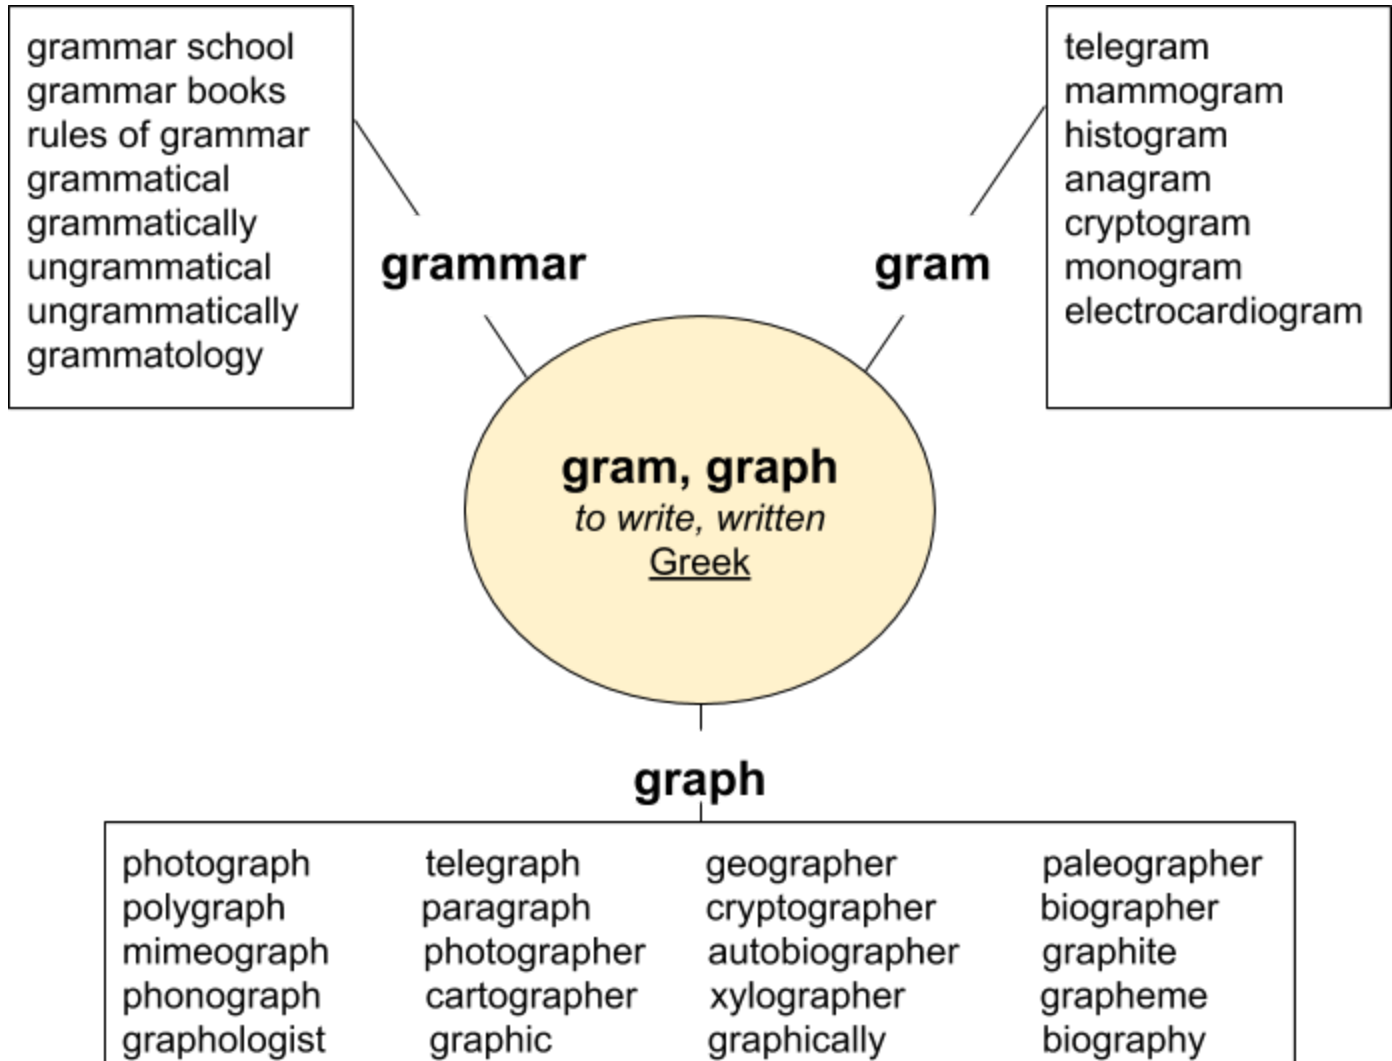 grammar school
grammar books
rules of grammar
grammatical
grammatically
ungrammatical
ungrammatically
grammatology
telegram
mammogram
histogram
anagram
cryptogram
monogram
electrocardiogram
grammar
gram
gram, graph
to write, written
Greek
graph
photograph telegraph geographer paleographer
polygraph paragraph cryptographer biographer
mimeograph photographer autobiographer graphite
phonograph cartographer xylographer grapheme
graphologist graphic graphically biography